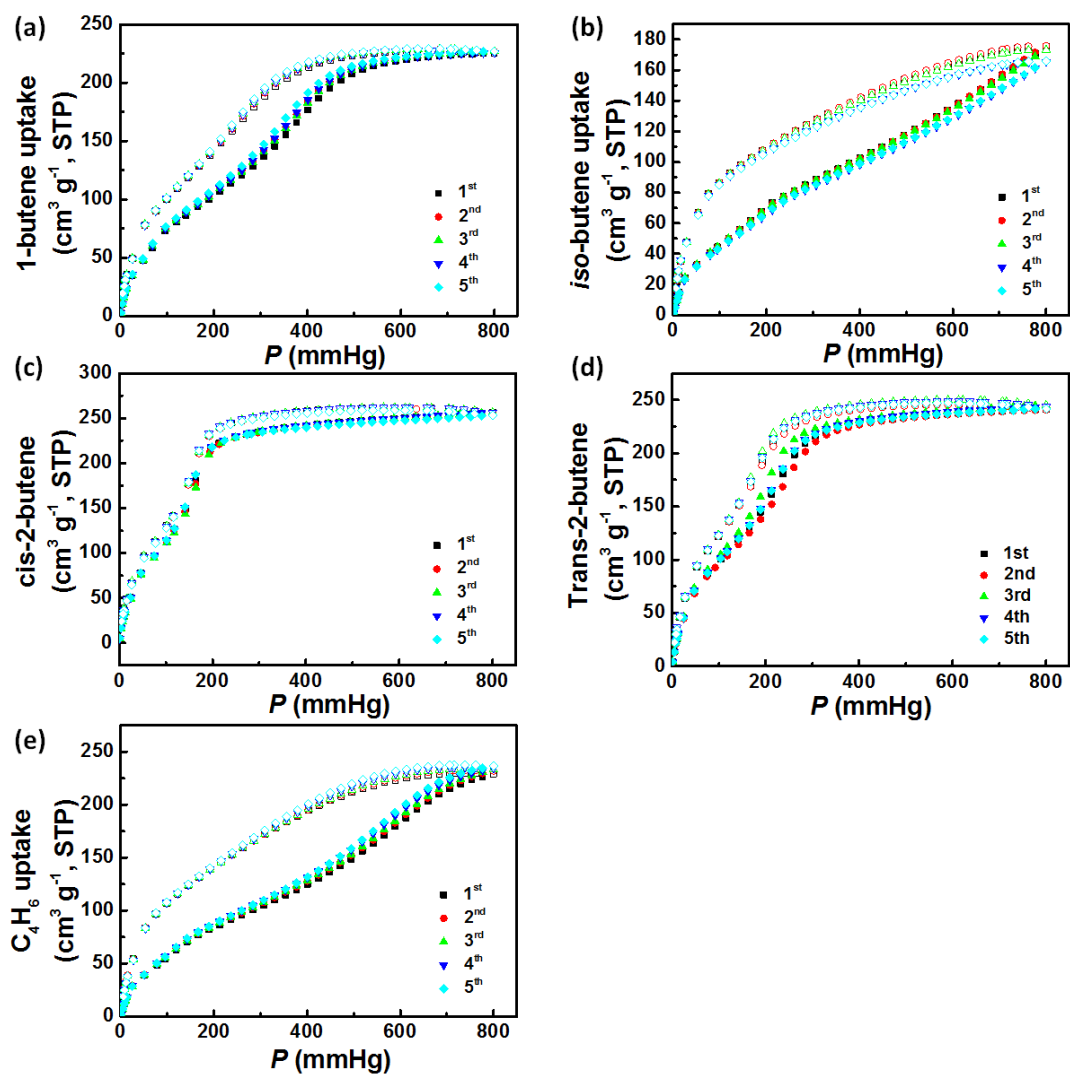 (a)
1-butene uptake
(cm³ g⁻¹, STP)
250
200
150
100
50
0
1ˢᵗ
2ⁿᵈ
3ʳᵈ
4ᵗʰ
5ᵗʰ
0 200 400 600 800
P (mmHg)
(b)
iso-butene uptake
(cm³ g⁻¹, STP)
180
160
140
120
100
80
60
40
20
0
1ˢᵗ
2ⁿᵈ
3ʳᵈ
4ᵗʰ
5ᵗʰ
0 200 400 600 800
P (mmHg)
(c)
cis-2-butene
(cm³ g⁻¹, STP)
300
250
200
150
100
50
0
1ˢᵗ
2ⁿᵈ
3ʳᵈ
4ᵗʰ
5ᵗʰ
0 200 400 600 800
P (mmHg)
(d)
Trans-2-butene
(cm³ g⁻¹, STP)
250
200
150
100
50
0
1st
2nd
3rd
4th
5th
0 200 400 600 800
P (mmHg)
(e)
C₄H₆ uptake
(cm³ g⁻¹, STP)
250
200
150
100
50
0
1ˢᵗ
2ⁿᵈ
3ʳᵈ
4ᵗʰ
5ᵗʰ
0 200 400 600 800
P (mmHg)